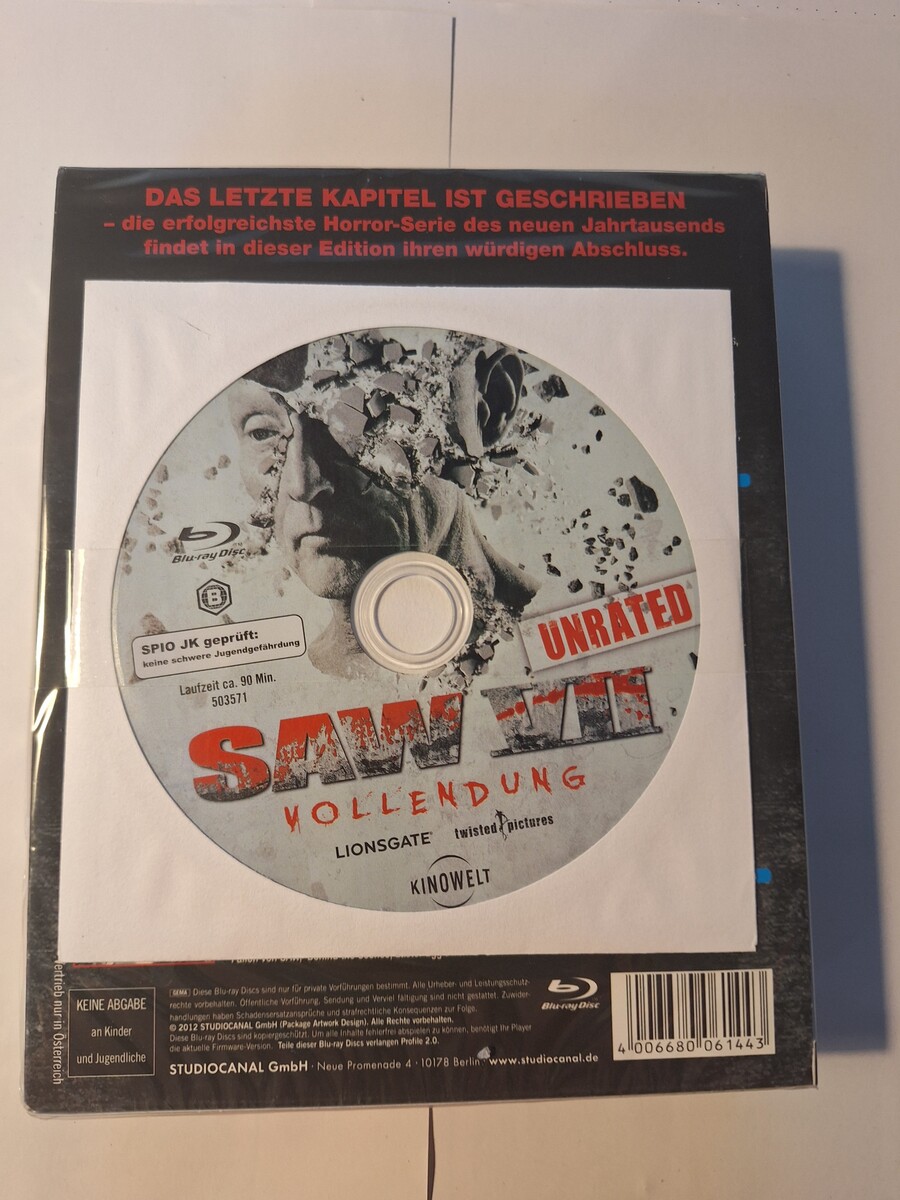 DAS LETZTE KAPITEL IST GESCHRIEBEN
– die erfolgreichste Horror-Serie des neuen Jahrtausends
findet in dieser Edition ihren würdigen Abschluss.
Blu-ray Disc
B
SPIO JK geprüft:
keine schwere Jugendgefährdung
Laufzeit ca. 90 Min.
503571
UNRATED
SAW VII
VOLLENDUNG
LIONSGATE
twisted pictures
KINOWELT
Vertrieb nur in Österreich
KEINE ABGABE
an Kinder
und Jugendliche
GEMA Diese Blu-ray Discs sind nur für private Vorführungen bestimmt. Alle Urheber- und Leistungsschutz-
rechte vorbehalten. Öffentliche Vorführung, Sendung und Vervielfältigung sind nicht gestattet. Zuwider-
handlungen haben Schadensersatzansprüche und strafrechtliche Konsequenzen zur Folge.
© 2012 STUDIOCANAL GmbH (Package Artwork Design). Alle Rechte vorbehalten.
Diese Blu-ray Discs sind kopiergeschützt. Um alle Inhalte fehlerfrei abspielen zu können, benötigt Ihr Player
die aktuelle Firmware-Version. Teile dieser Blu-ray Discs verlangen Profile 2.0.
STUDIOCANAL GmbH · Neue Promenade 4 · 10178 Berlin · www.studiocanal.de
Blu-ray Disc
4 006680 061443